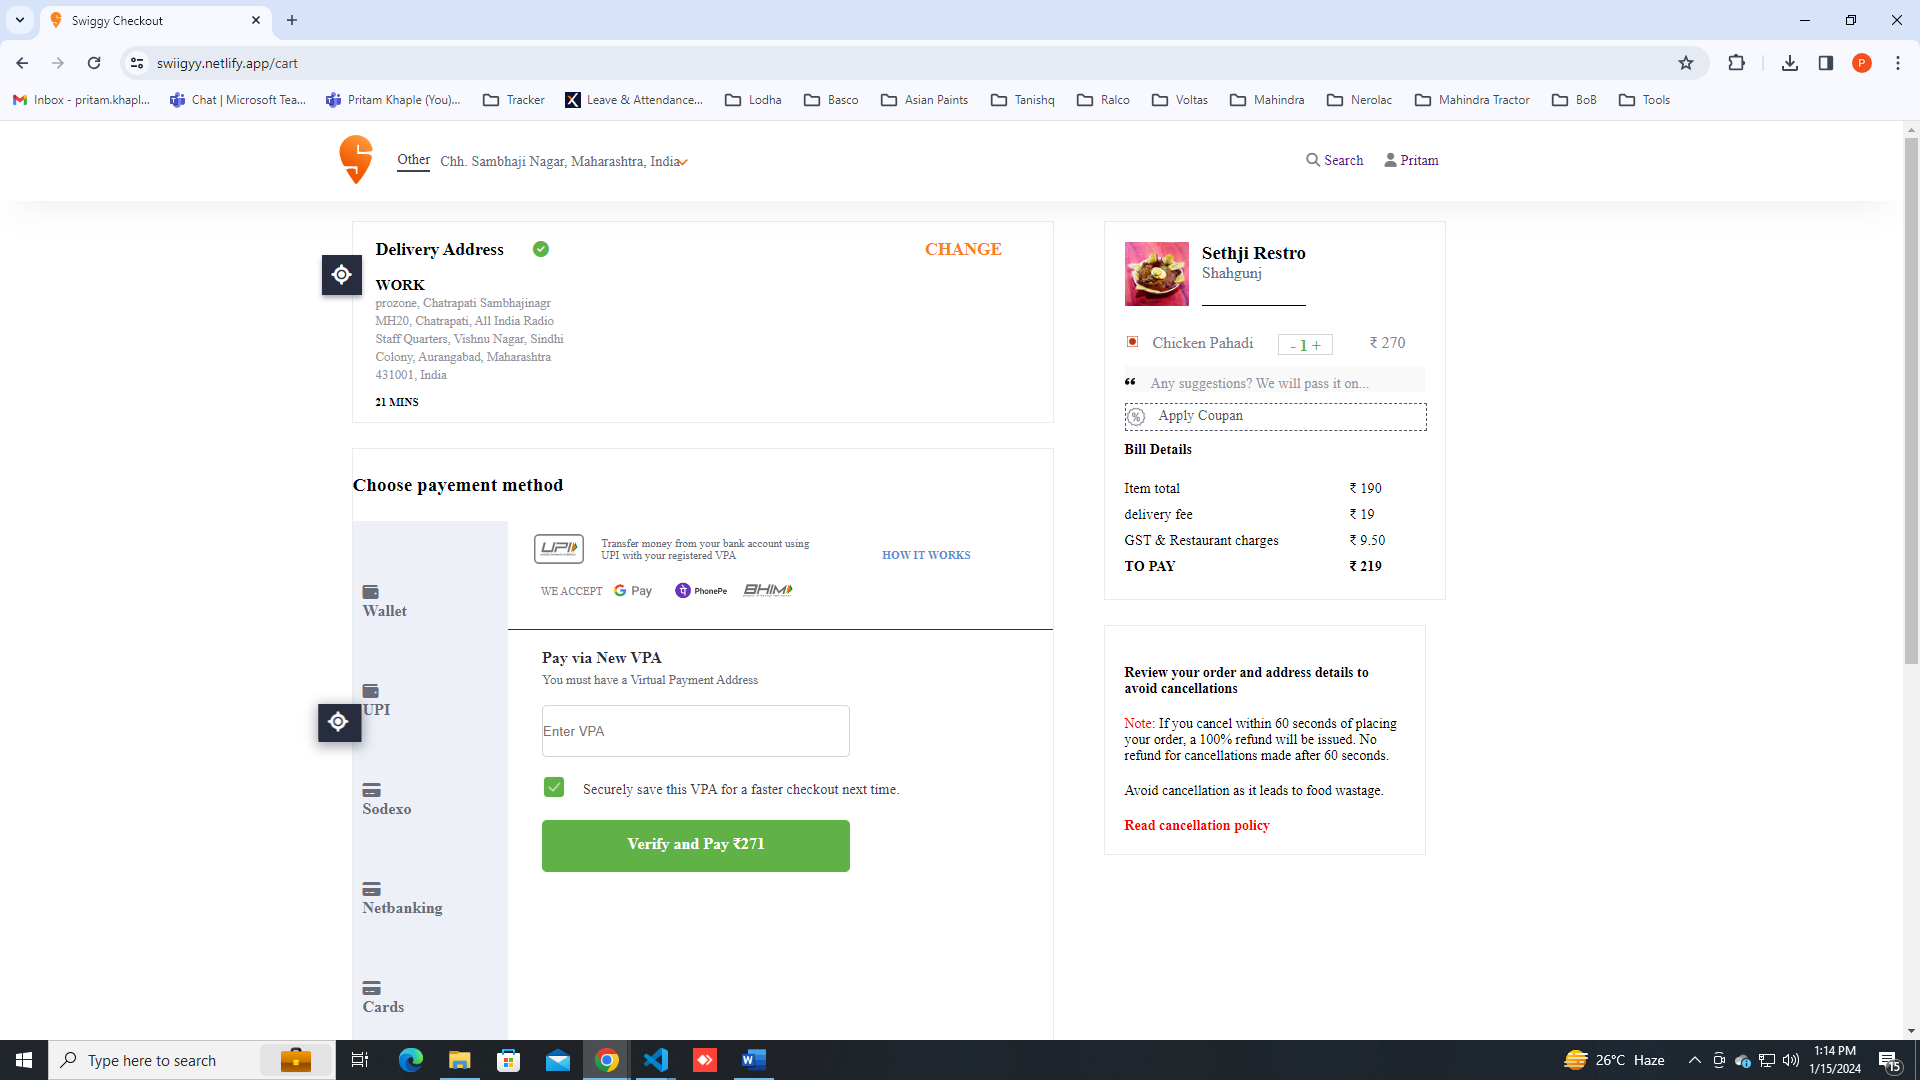 Swiggy Checkout
swiigyy.netlify.app/cart
P
Inbox - pritam.khapl...
Chat | Microsoft Tea...
Pritam Khaple (You)...
Tracker
Leave & Attendance...
Lodha
Basco
Asian Paints
Tanishq
Ralco
Voltas
Mahindra
Nerolac
Mahindra Tractor
BoB
Tools
Other
Chh. Sambhaji Nagar, Maharashtra, India
Search
Pritam
Delivery Address
CHANGE
WORK
prozone, Chatrapati Sambhajinagr
MH20, Chatrapati, All India Radio
Staff Quarters, Vishnu Nagar, Sindhi
Colony, Aurangabad, Maharashtra
431001, India
21 MINS
Choose payement method
Wallet
UPI
Sodexo
Netbanking
Cards
UPI
Transfer money from your bank account using
UPI with your registered VPA
HOW IT WORKS
WE ACCEPT
G Pay
PhonePe
BHIM
Pay via New VPA
You must have a Virtual Payment Address
Enter VPA
Securely save this VPA for a faster checkout next time.
Verify and Pay ₹271
Sethji Restro
Shahgunj
Chicken Pahadi
- 1 +
₹ 270
Any suggestions? We will pass it on...
% Apply Coupan
Bill Details
Item total ₹ 190
delivery fee ₹ 19
GST & Restaurant charges ₹ 9.50
TO PAY ₹ 219
Review your order and address details to
avoid cancellations
Note: If you cancel within 60 seconds of placing
your order, a 100% refund will be issued. No
refund for cancellations made after 60 seconds.
Avoid cancellation as it leads to food wastage.
Read cancellation policy
Type here to search
26°C Haze
1:14 PM
1/15/2024
15